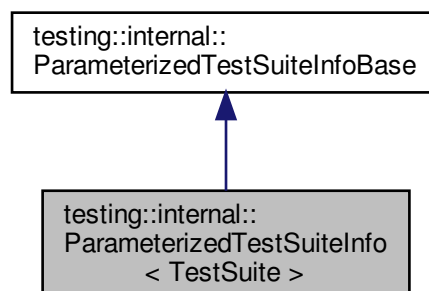 testing::internal::
ParameterizedTestSuiteInfoBase
testing::internal::
ParameterizedTestSuiteInfo
< TestSuite >